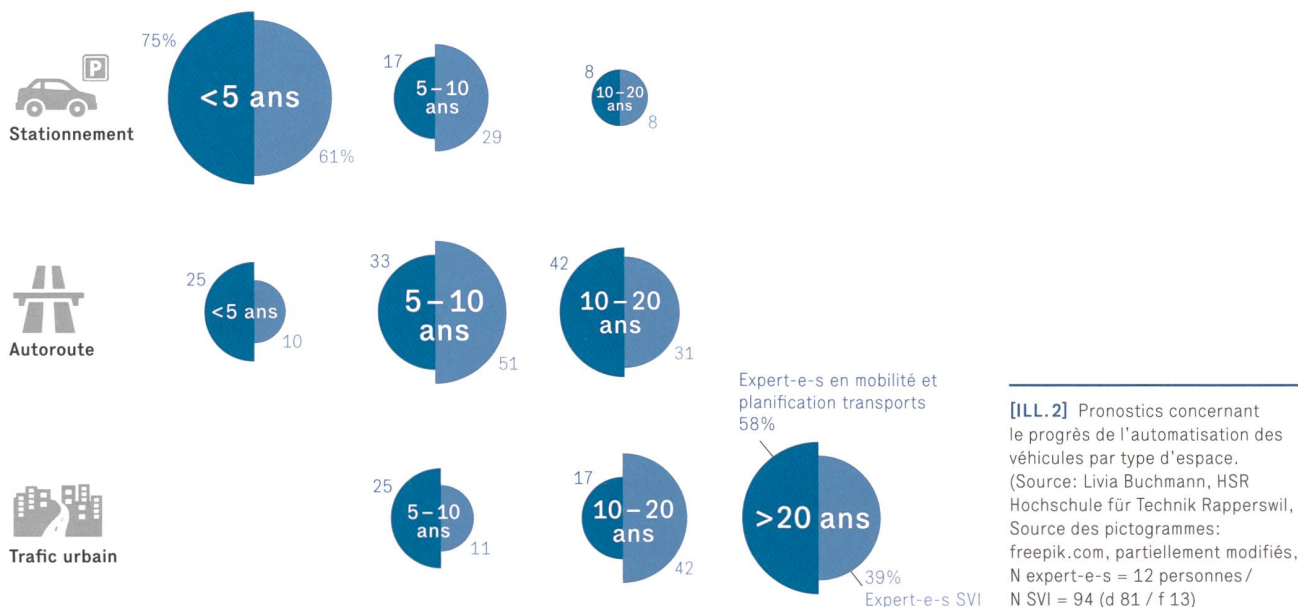 P
Stationnement
75%
<5 ans
61%
17
5–10
ans
29
8
10–20
ans
8
Autoroute
25
<5 ans
10
33
5–10
ans
51
42
10–20
ans
31
Trafic urbain
25
5–10
ans
11
17
10–20
ans
42
Expert-e-s en mobilité et
planification transports
58%
>20 ans
39%
Expert-e-s SVI
[ILL.2] Pronostics concernant
le progrès de l'automatisation des
véhicules par type d'espace.
(Source: Livia Buchmann, HSR
Hochschule für Technik Rapperswil,
Source des pictogrammes:
freepik.com, partiellement modifiés,
N expert-e-s = 12 personnes/
N SVI = 94 (d 81 / f 13)